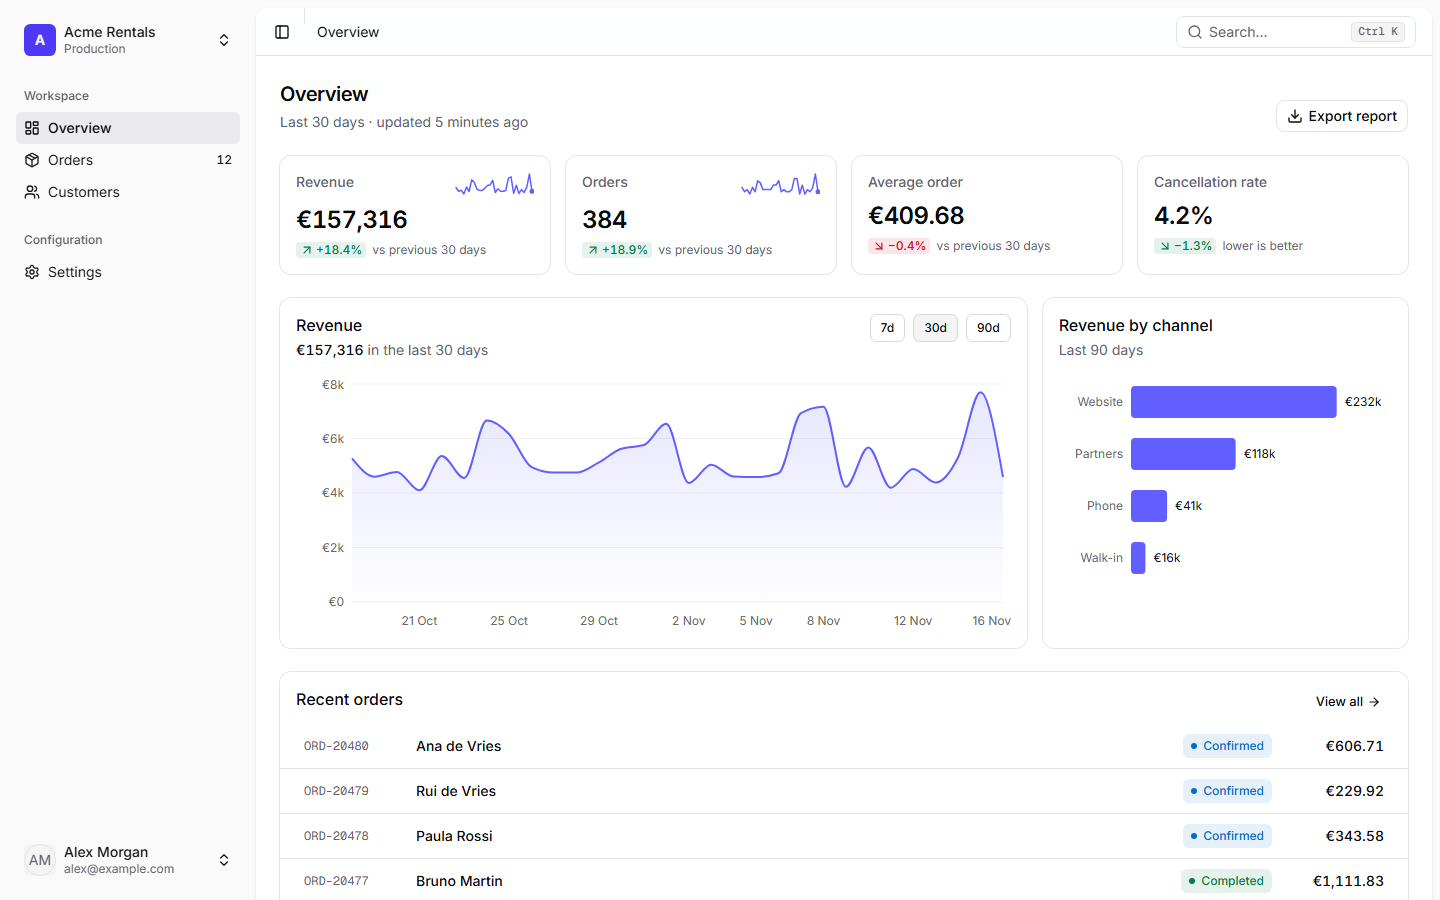 A
Acme Rentals
Production
Workspace
Overview
Orders 12
Customers
Configuration
Settings
AM
Alex Morgan
alex@example.com
Overview
Search... Ctrl K
Overview
Last 30 days · updated 5 minutes ago
Export report
Revenue
€157,316
+18.4% vs previous 30 days
Orders
384
+18.9% vs previous 30 days
Average order
€409.68
−0.4% vs previous 30 days
Cancellation rate
4.2%
−1.3% lower is better
Revenue
€157,316 in the last 30 days
7d 30d 90d
€8k
€6k
€4k
€2k
€0
21 Oct 25 Oct 29 Oct 2 Nov 5 Nov 8 Nov 12 Nov 16 Nov
Revenue by channel
Last 90 days
Website €232k
Partners €118k
Phone €41k
Walk-in €16k
Recent orders
View all
ORD-20480 Ana de Vries Confirmed €606.71
ORD-20479 Rui de Vries Confirmed €229.92
ORD-20478 Paula Rossi Confirmed €343.58
ORD-20477 Bruno Martin Completed €1,111.83